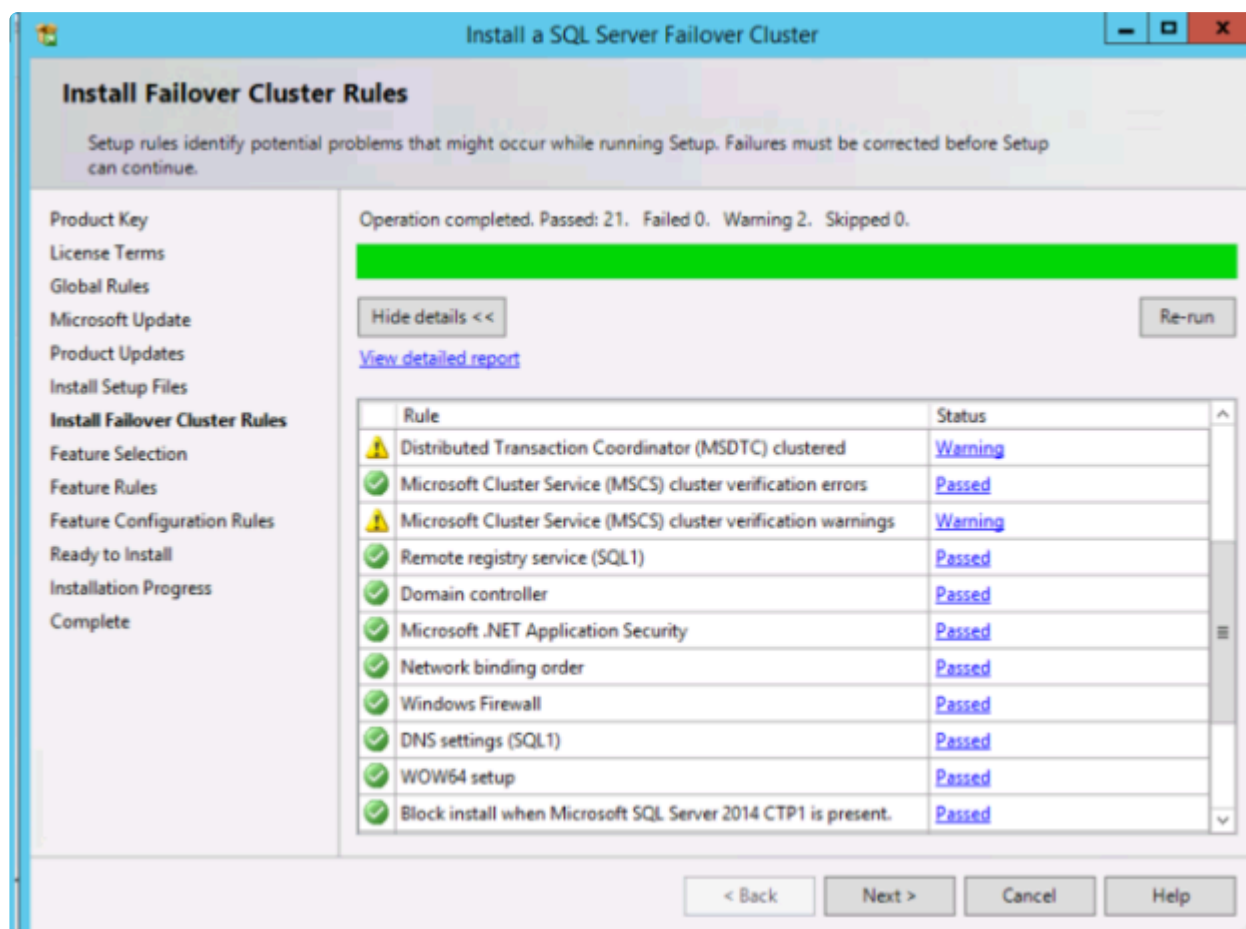 Install a SQL Server Failover Cluster
Install Failover Cluster Rules
Setup rules identify potential problems that might occur while running Setup. Failures must be corrected before Setup
can continue.
Product Key
License Terms
Global Rules
Microsoft Update
Product Updates
Install Setup Files
Install Failover Cluster Rules
Feature Selection
Feature Rules
Feature Configuration Rules
Ready to Install
Installation Progress
Complete
Operation completed. Passed: 21. Failed 0. Warning 2. Skipped 0.
Hide details << Re-run
View detailed report
Rule Status
Distributed Transaction Coordinator (MSDTC) clustered Warning
Microsoft Cluster Service (MSCS) cluster verification errors Passed
Microsoft Cluster Service (MSCS) cluster verification warnings Warning
Remote registry service (SQL1) Passed
Domain controller Passed
Microsoft .NET Application Security Passed
Network binding order Passed
Windows Firewall Passed
DNS settings (SQL1) Passed
WOW64 setup Passed
Block install when Microsoft SQL Server 2014 CTP1 is present. Passed
< Back Next > Cancel Help